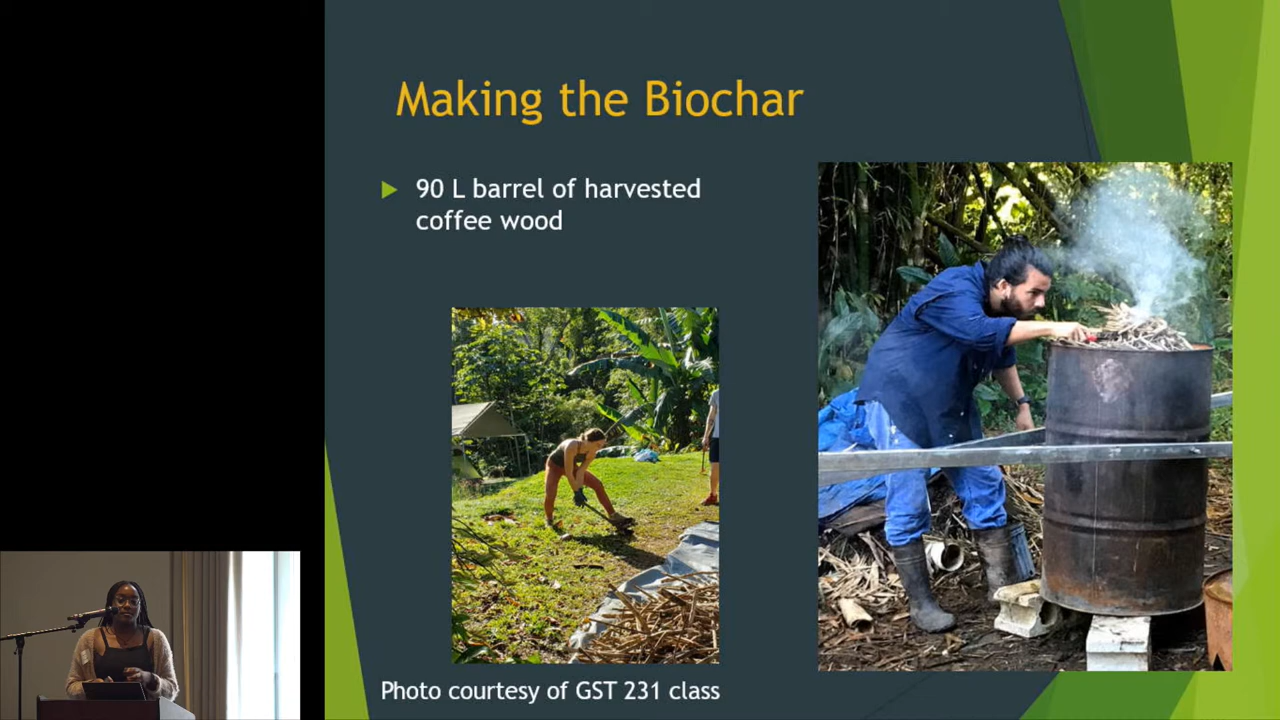 Making the Biochar
90 L barrel of harvested
coffee wood
Photo courtesy of GST 231 class